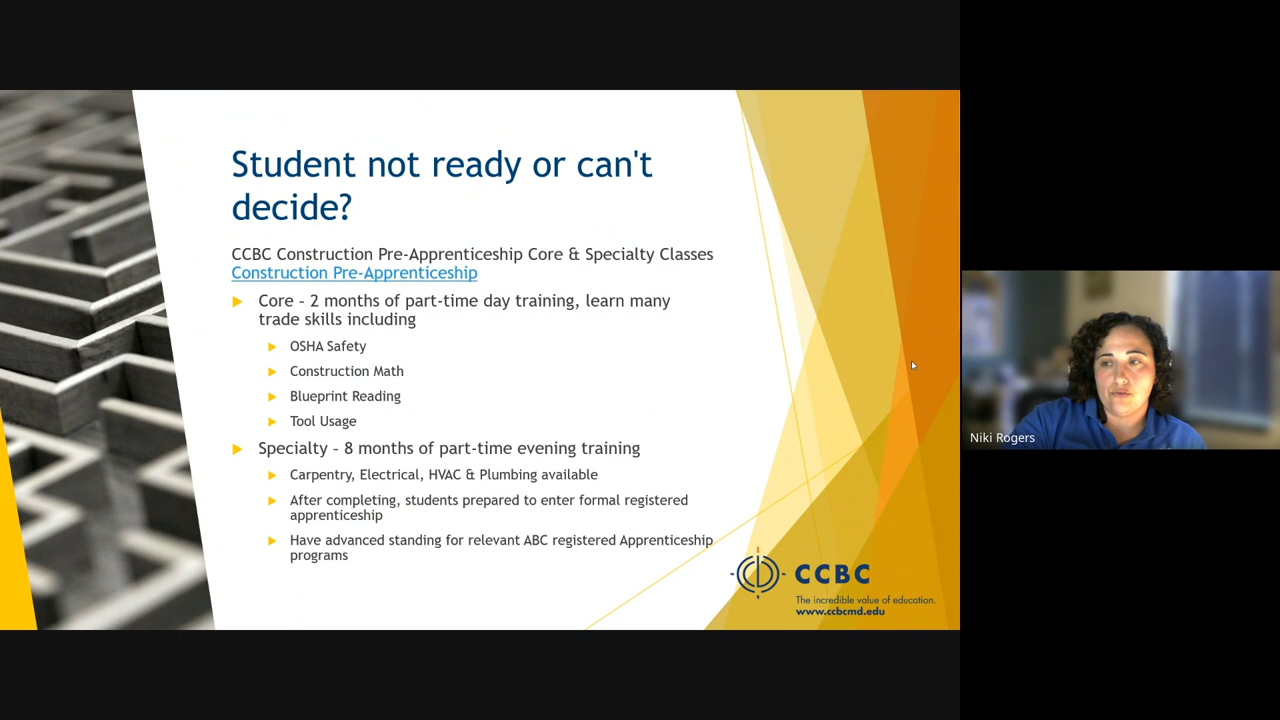 Student not ready or can't
decide?
CCBC Construction Pre-Apprenticeship Core & Specialty Classes
Construction Pre-Apprenticeship
Core – 2 months of part-time day training, learn many
trade skills including
OSHA Safety
Construction Math
Blueprint Reading
Tool Usage
Specialty – 8 months of part-time evening training
Carpentry, Electrical, HVAC & Plumbing available
After completing, students prepared to enter formal registered
apprenticeship
Have advanced standing for relevant ABC registered Apprenticeship
programs
CCBC
The incredible value of education.
www.ccbcmd.edu
Niki Rogers